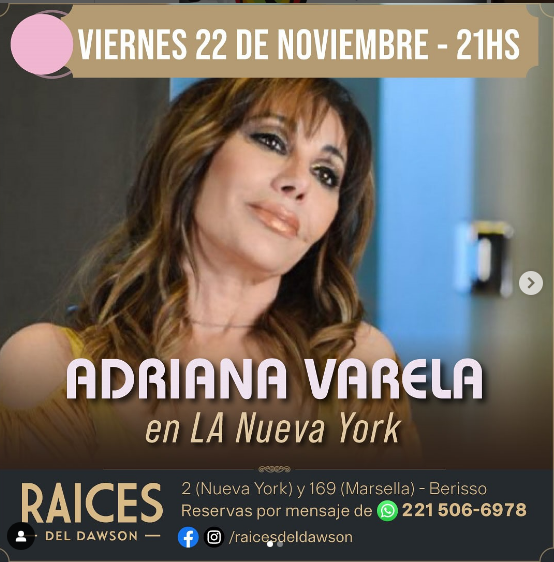 VIERNES 22 DE NOVIEMBRE - 21HS
ADRIANA VARELA
en LA Nueva York
RAICES
DEL DAWSON
2 (Nueva York) y 169 (Marsella) - Berisso
Reservas por mensaje de 221 506-6978
/raicesdeldawson